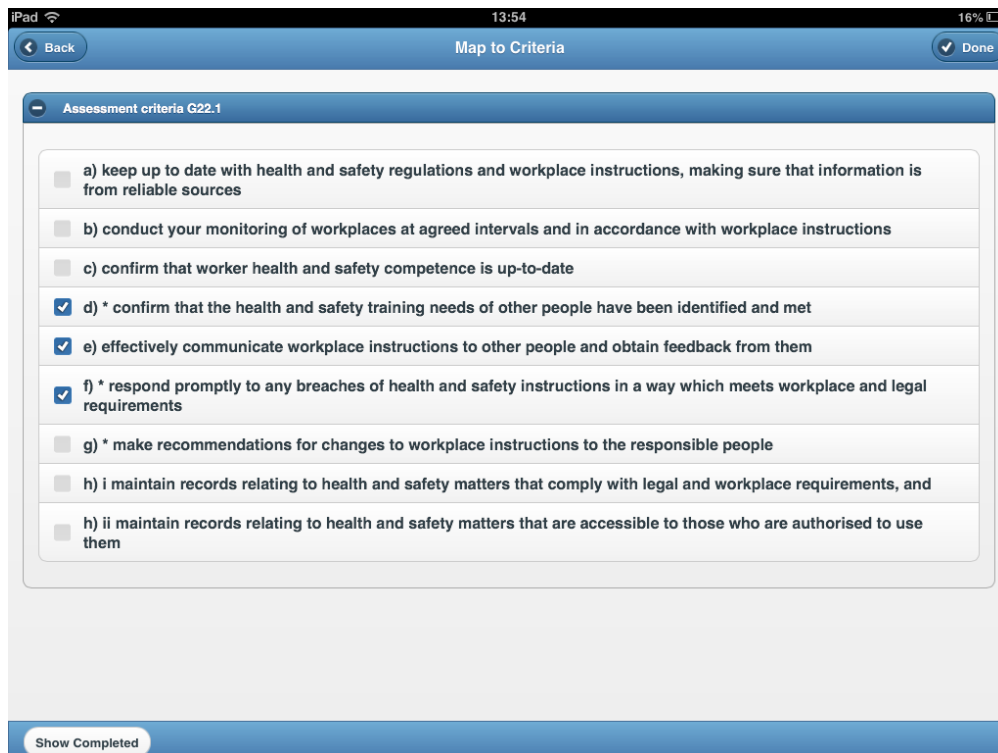 iPad 13:54 16%
Back Map to Criteria Done
Assessment criteria G22.1
a) keep up to date with health and safety regulations and workplace instructions, making sure that information is
from reliable sources
b) conduct your monitoring of workplaces at agreed intervals and in accordance with workplace instructions
c) confirm that worker health and safety competence is up-to-date
d) * confirm that the health and safety training needs of other people have been identified and met
e) effectively communicate workplace instructions to other people and obtain feedback from them
f) * respond promptly to any breaches of health and safety instructions in a way which meets workplace and legal
requirements
g) * make recommendations for changes to workplace instructions to the responsible people
h) i maintain records relating to health and safety matters that comply with legal and workplace requirements, and
h) ii maintain records relating to health and safety matters that are accessible to those who are authorised to use
them
Show Completed